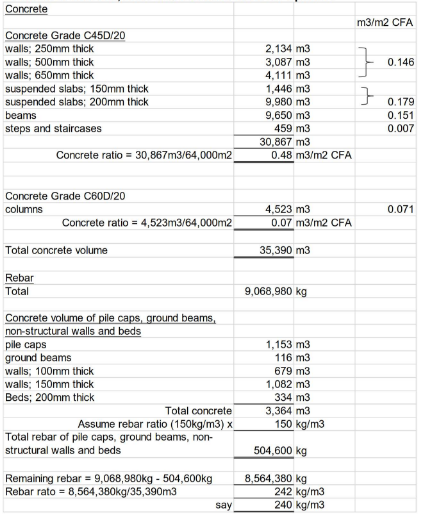 Concrete
m3/m2 CFA
Concrete Grade C45D/20
walls; 250mm thick 2,134 m3
walls; 500mm thick 3,087 m3 0.146
walls; 650mm thick 4,111 m3
suspended slabs; 150mm thick 1,446 m3
suspended slabs; 200mm thick 9,980 m3 0.179
beams 9,650 m3 0.151
steps and staircases 459 m3 0.007
30,867 m3
Concrete ratio = 30,867m3/64,000m2 0.48 m3/m2 CFA
Concrete Grade C60D/20
columns 4,523 m3 0.071
Concrete ratio = 4,523m3/64,000m2 0.07 m3/m2 CFA
Total concrete volume 35,390 m3
Rebar
Total 9,068,980 kg
Concrete volume of pile caps, ground beams,
non-structural walls and beds
pile caps 1,153 m3
ground beams 116 m3
walls; 100mm thick 679 m3
walls; 150mm thick 1,082 m3
Beds; 200mm thick 334 m3
Total concrete 3,364 m3
Assume rebar ratio (150kg/m3) x 150 kg/m3
Total rebar of pile caps, ground beams, non-
structural walls and beds 504,600 kg
Remaining rebar = 9,068,980kg - 504,600kg 8,564,380 kg
Rebar rato = 8,564,380kg/35,390m3 242 kg/m3
say 240 kg/m3